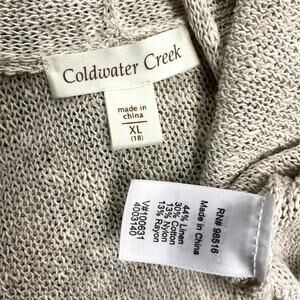 Coldwater Creek
made in
china
XL
(18)
RN# 98516
Made in China
44% Linen
30% Cotton
13% Nylon
13% Rayon
V#100631
4003140